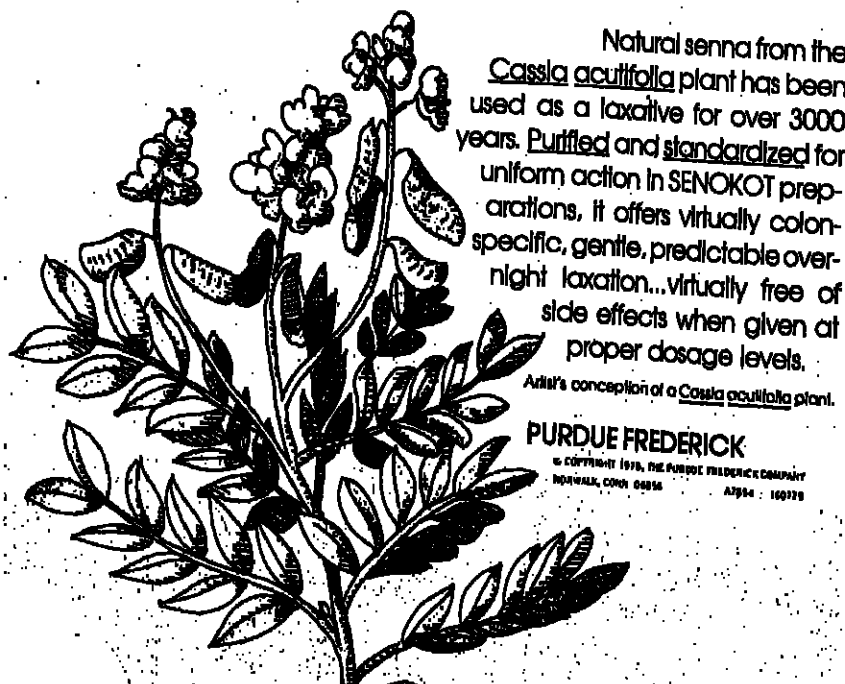 Natural senna from the
Cassia acutifolia plant has been
used as a laxative for over 3000
years. Purified and standardized for
uniform action in SENOKOT prep-
arations, it offers virtually colon-
specific, gentle, predictable over-
night laxation...virtually free of
side effects when given at
proper dosage levels.
Artist's conception of a Cassia acutifolia plant.
PURDUE FREDERICK
© COPYRIGHT 1979, THE PURDUE FREDERICK COMPANY
NORWALK, CONN 06856